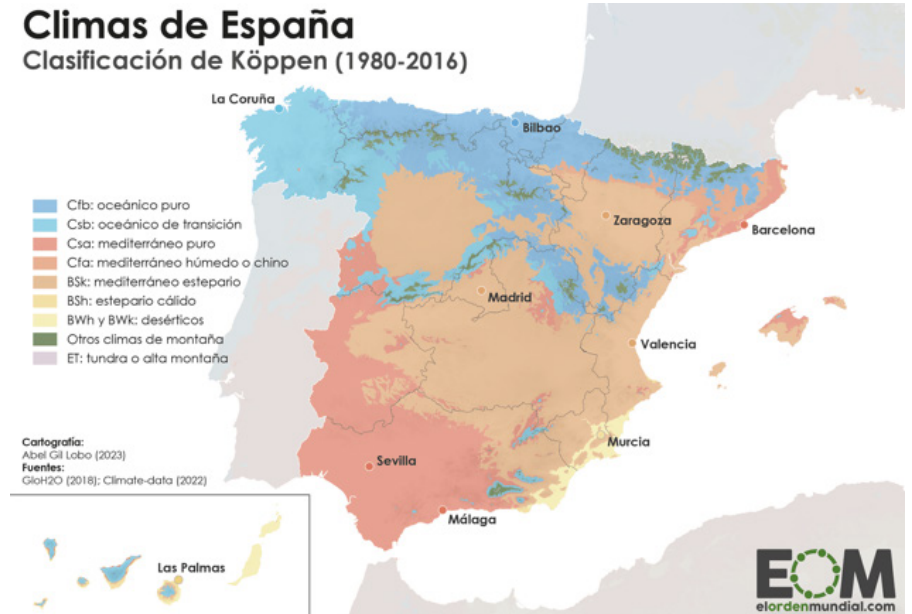 Climas de España
Clasificación de Köppen (1980-2016)
La Coruña
Bilbao
Cfb: oceánico puro
Csb: oceánico de transición
Csa: mediterráneo puro
Cfa: mediterráneo húmedo o chino
BSk: mediterráneo estepario
BSh: estepario cálido
BWh y BWk: desérticos
Otros climas de montaña
ET: tundra o alta montaña
Zaragoza
Barcelona
Madrid
Valencia
Murcia
Sevilla
Málaga
Cartografía:
Abel Gil Lobo (2023)
Fuentes:
GloH2O (2018); Climate-data (2022)
Las Palmas
EOM
elordenmundial.com